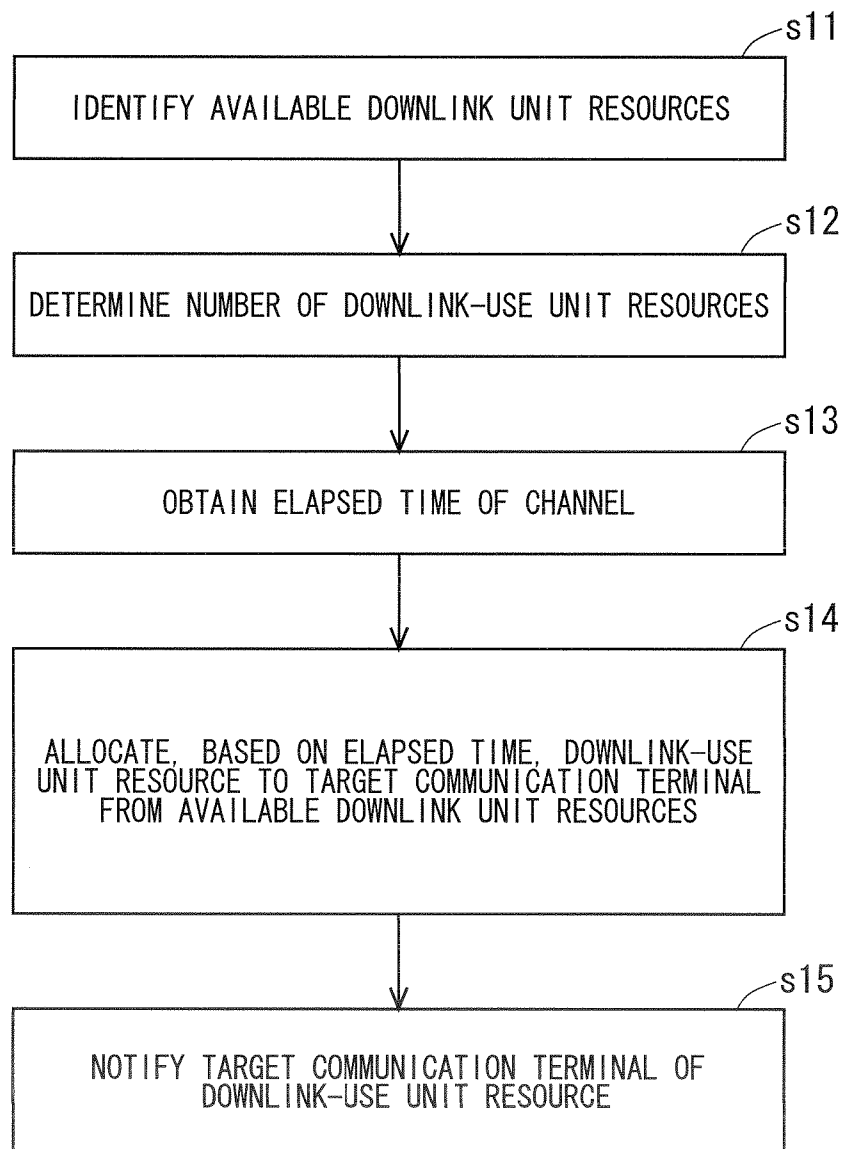 s11
IDENTIFY AVAILABLE DOWNLINK UNIT RESOURCES
s12
DETERMINE NUMBER OF DOWNLINK-USE UNIT RESOURCES
s13
OBTAIN ELAPSED TIME OF CHANNEL
s14
ALLOCATE, BASED ON ELAPSED TIME, DOWNLINK-USE
UNIT RESOURCE TO TARGET COMMUNICATION TERMINAL
FROM AVAILABLE DOWNLINK UNIT RESOURCES
s15
NOTIFY TARGET COMMUNICATION TERMINAL OF
DOWNLINK-USE UNIT RESOURCE